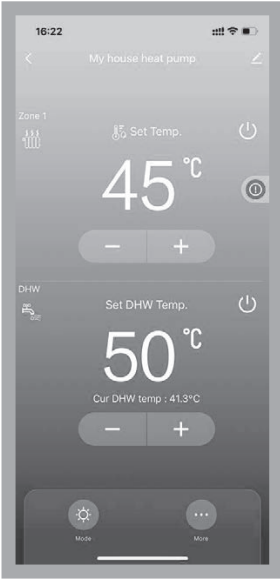 16:22
My house heat pump
Zone 1
Set Temp.
45 °C
− +
DHW
Set DHW Temp.
50 °C
Cur DHW temp : 41.3°C
− +
Mode
More